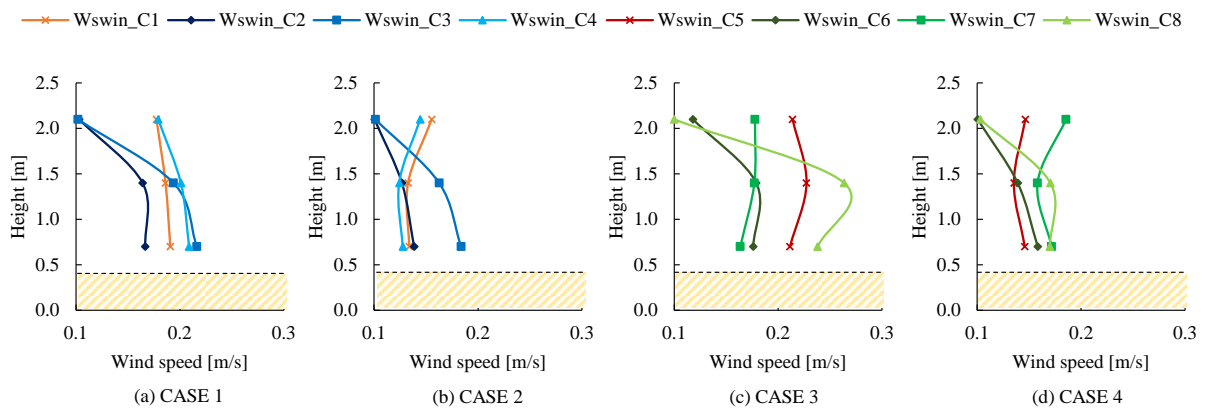 Wswin_C1 Wswin_C2 Wswin_C3 Wswin_C4 Wswin_C5 Wswin_C6 Wswin_C7 Wswin_C8
2.5 2.5 2.5 2.5
2.0 2.0 2.0 2.0
1.5 1.5 1.5 1.5
1.0 1.0 1.0 1.0
0.5 0.5 0.5 0.5
0.0 0.0 0.0 0.0
Height [m] Height [m] Height [m] Height [m]
0.1 0.2 0.3 0.1 0.2 0.3 0.1 0.2 0.3 0.1 0.2 0.3
Wind speed [m/s] Wind speed [m/s] Wind speed [m/s] Wind speed [m/s]
(a) CASE 1 (b) CASE 2 (c) CASE 3 (d) CASE 4